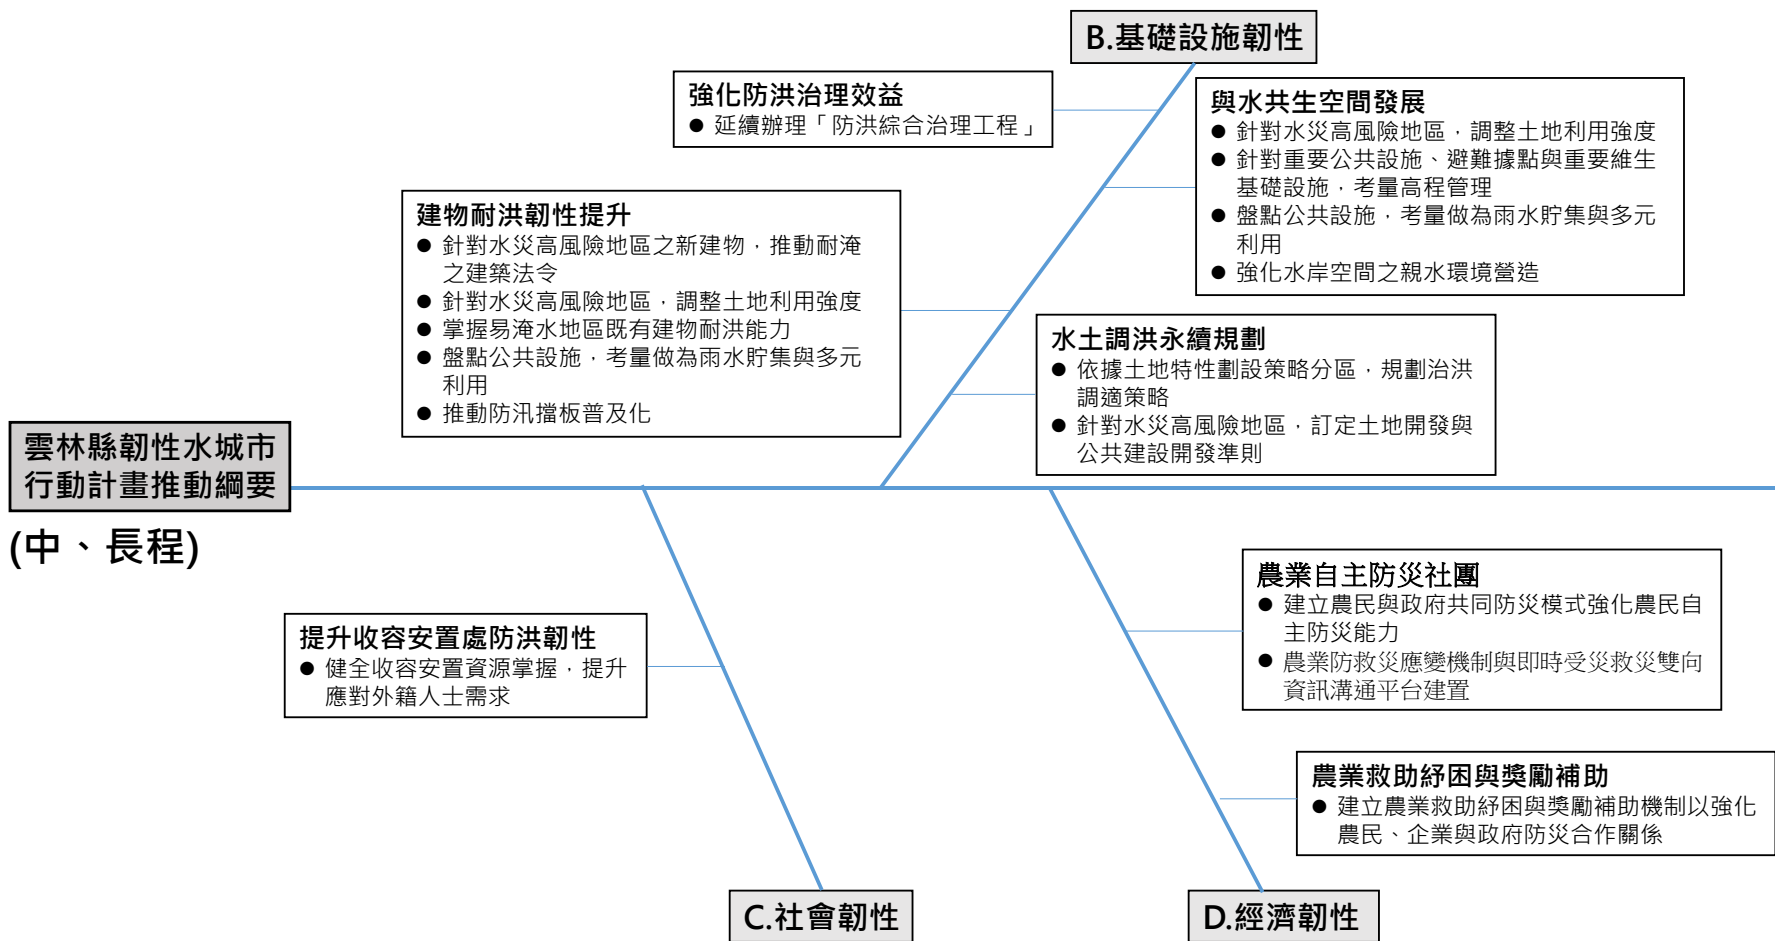 B.基礎設施韌性
強化防洪治理效益
● 延續辦理「防洪綜合治理工程」
與水共生空間發展
● 針對水災高風險地區，調整土地利用強度
● 針對重要公共設施、避難據點與重要維生
基礎設施，考量高程管理
● 盤點公共設施，考量做為雨水貯集與多元
利用
● 強化水岸空間之親水環境營造
建物耐洪韌性提升
● 針對水災高風險地區之新建物，推動耐淹
之建築法令
● 針對水災高風險地區，調整土地利用強度
● 掌握易淹水地區既有建物耐洪能力
● 盤點公共設施，考量做為雨水貯集與多元
利用
● 推動防汛擋板普及化
水土調洪永續規劃
● 依據土地特性劃設策略分區，規劃治洪
調適策略
● 針對水災高風險地區，訂定土地開發與
公共建設開發準則
雲林縣韌性水城市
行動計畫推動綱要
(中、長程)
提升收容安置處防洪韌性
● 健全收容安置資源掌握，提升
應對外籍人士需求
農業自主防災社團
● 建立農民與政府共同防災模式強化農民自
主防災能力
● 農業防救災應變機制與即時受災救災雙向
資訊溝通平台建置
農業救助紓困與獎勵補助
● 建立農業救助紓困與獎勵補助機制以強化
農民、企業與政府防災合作關係
C.社會韌性
D.經濟韌性